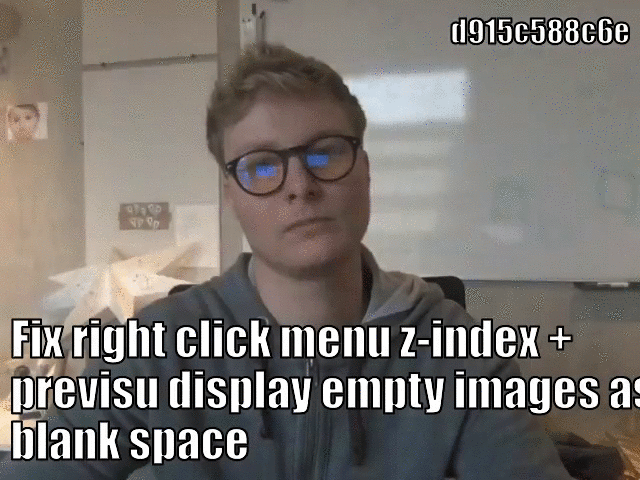 d915c588c6e
Fix right click menu z-index +
previsu display empty images as
blank space